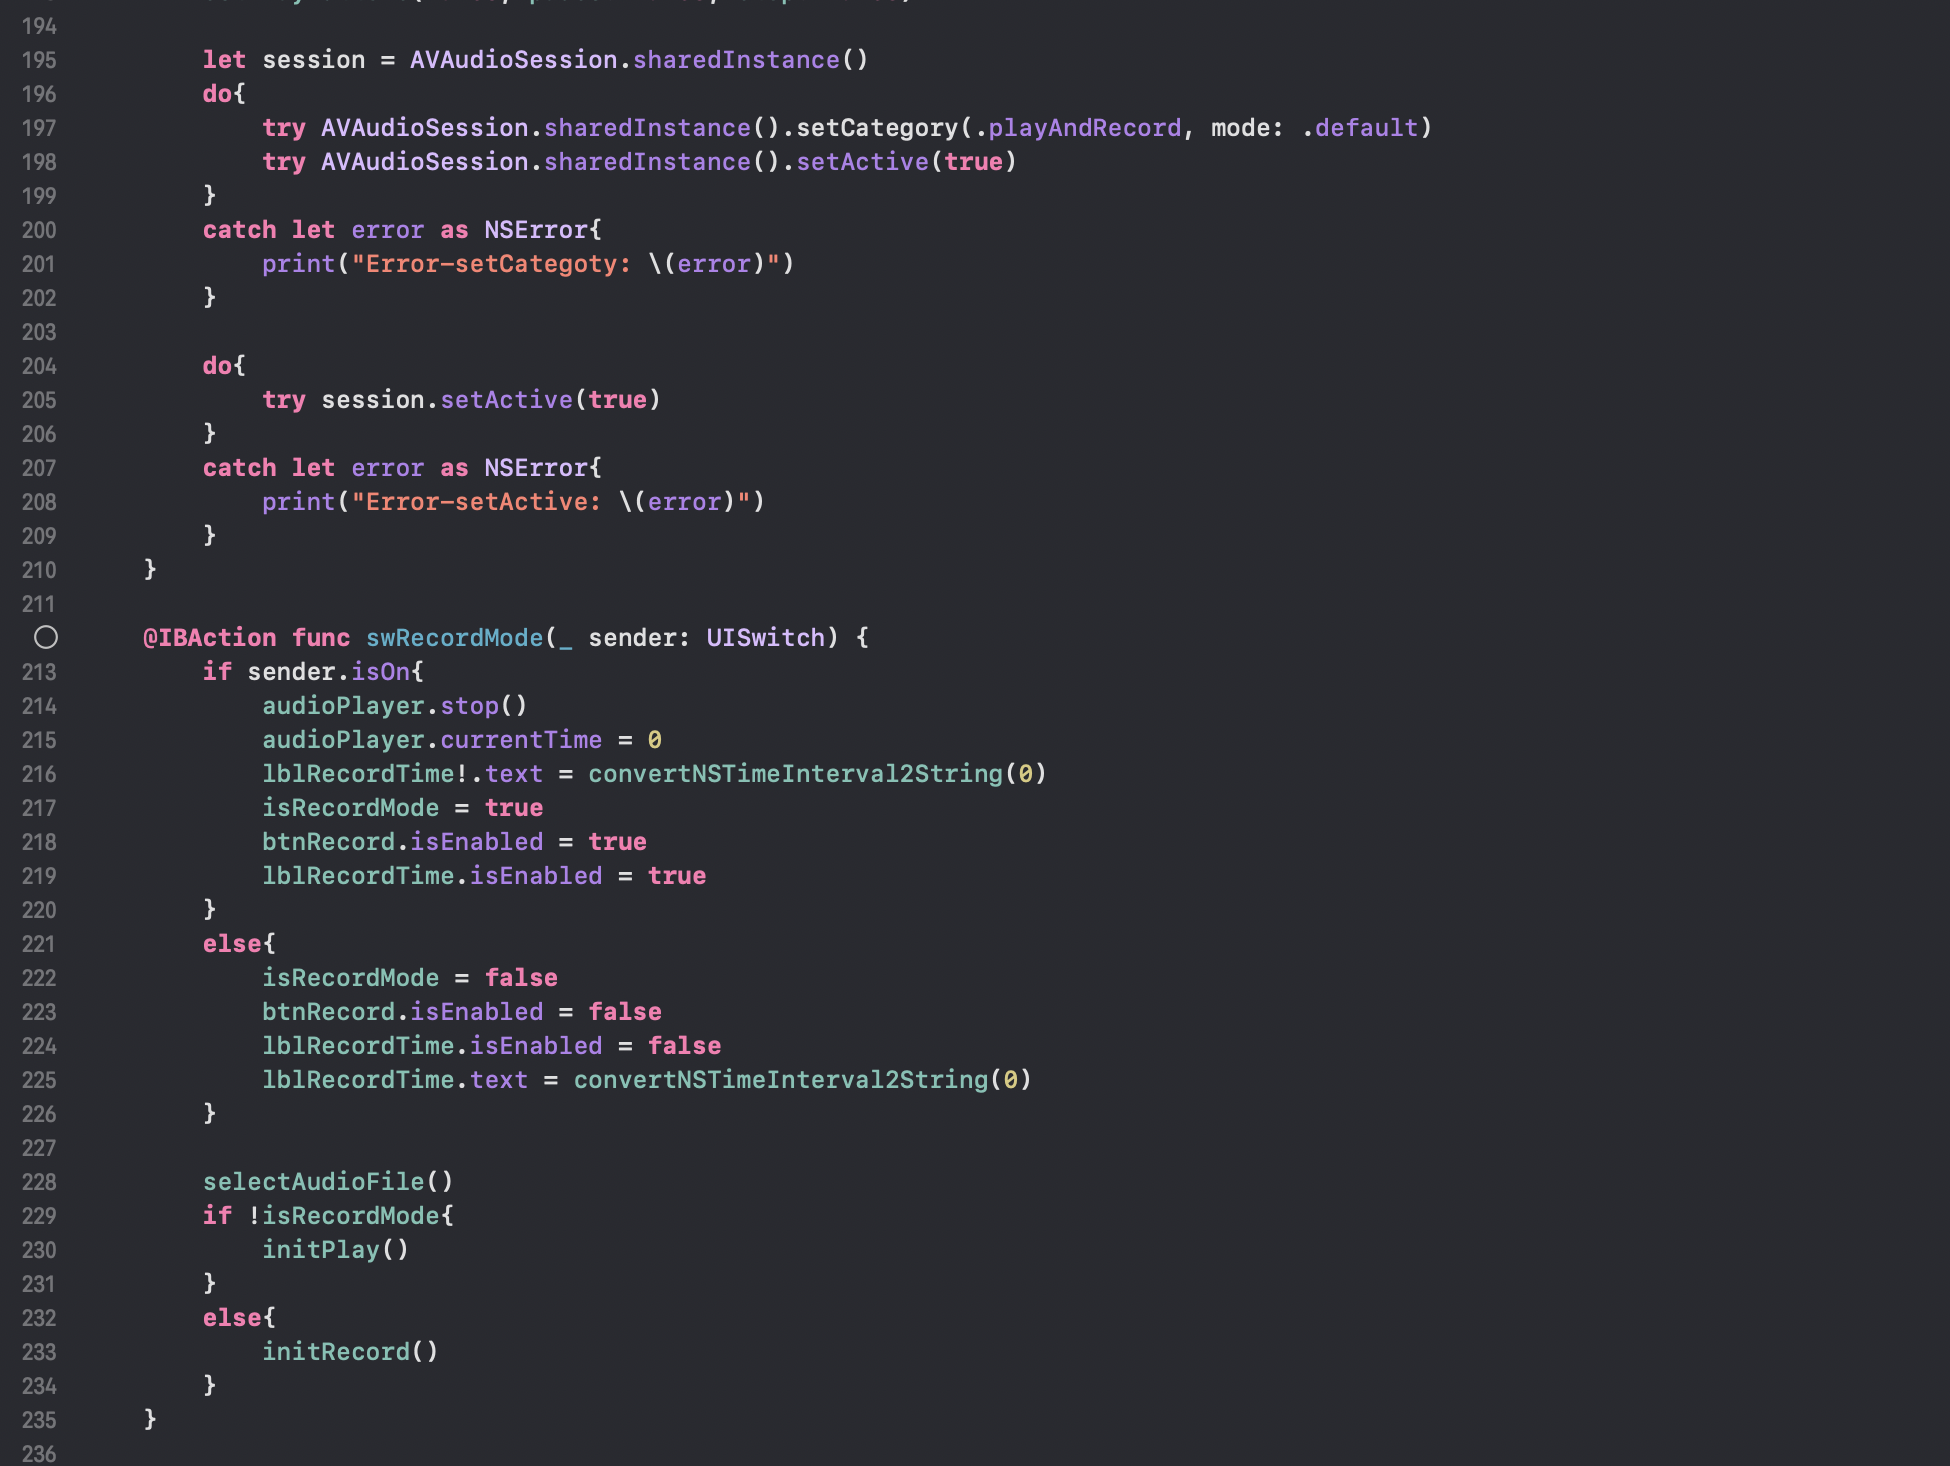 194
195 let session = AVAudioSession.sharedInstance()
196 do{
197 try AVAudioSession.sharedInstance().setCategory(.playAndRecord, mode: .default)
198 try AVAudioSession.sharedInstance().setActive(true)
199 }
200 catch let error as NSError{
201 print("Error-setCategoty: \(error)")
202 }
203
204 do{
205 try session.setActive(true)
206 }
207 catch let error as NSError{
208 print("Error-setActive: \(error)")
209 }
210 }
211
@IBAction func swRecordMode(_ sender: UISwitch) {
213 if sender.isOn{
214 audioPlayer.stop()
215 audioPlayer.currentTime = 0
216 lblRecordTime!.text = convertNSTimeInterval2String(0)
217 isRecordMode = true
218 btnRecord.isEnabled = true
219 lblRecordTime.isEnabled = true
220 }
221 else{
222 isRecordMode = false
223 btnRecord.isEnabled = false
224 lblRecordTime.isEnabled = false
225 lblRecordTime.text = convertNSTimeInterval2String(0)
226 }
227
228 selectAudioFile()
229 if !isRecordMode{
230 initPlay()
231 }
232 else{
233 initRecord()
234 }
235 }
236